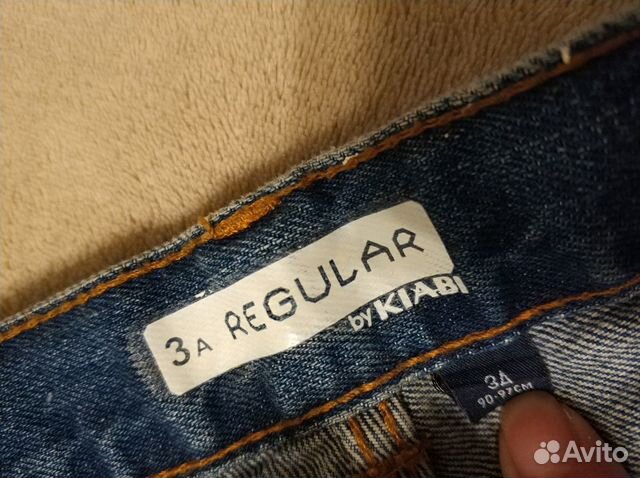 3A REGULAR
by KIABI
3A
90-97CM
Avito